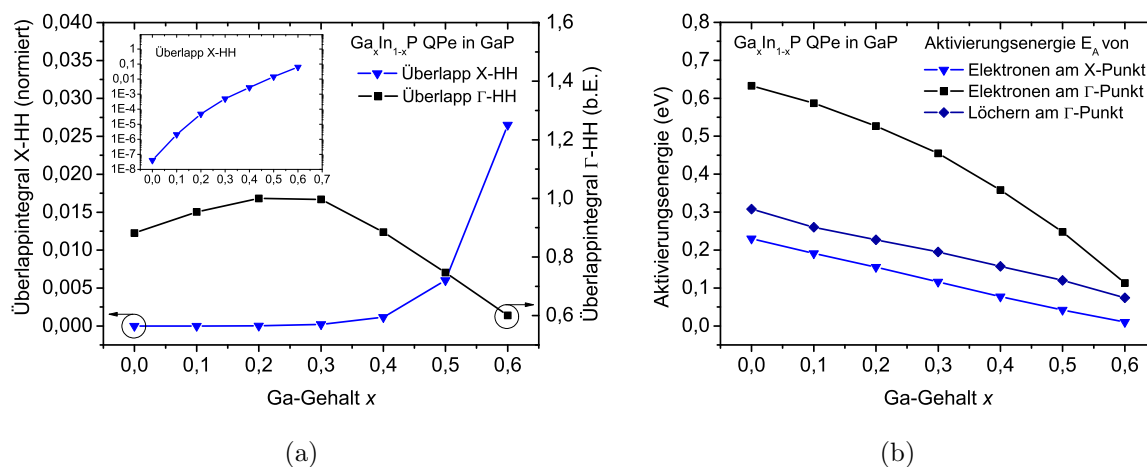 Überlappintegral X-HH (normiert)
0,040
0,035
0,030
0,025
0,020
0,015
0,010
0,005
0,000
Überlapp X-HH
1
0,1
0,01
1E-3
1E-4
1E-5
1E-6
1E-7
1E-8
0,0 0,1 0,2 0,3 0,4 0,5 0,6 0,7
GaxIn1-xP QPe in GaP
Überlapp X-HH
Überlapp Γ-HH
1,6
1,4
1,2
1,0
0,8
0,6
Überlappintegral Γ-HH (b.E.)
0,0 0,1 0,2 0,3 0,4 0,5 0,6
Ga-Gehalt x
(a)
Aktivierungsenergie (eV)
0,8
0,7
0,6
0,5
0,4
0,3
0,2
0,1
0,0
GaxIn1-xP QPe in GaP
Aktivierungsenergie EA von
Elektronen am X-Punkt
Elektronen am Γ-Punkt
Löchern am Γ-Punkt
0,0 0,1 0,2 0,3 0,4 0,5 0,6
Ga-Gehalt x
(b)